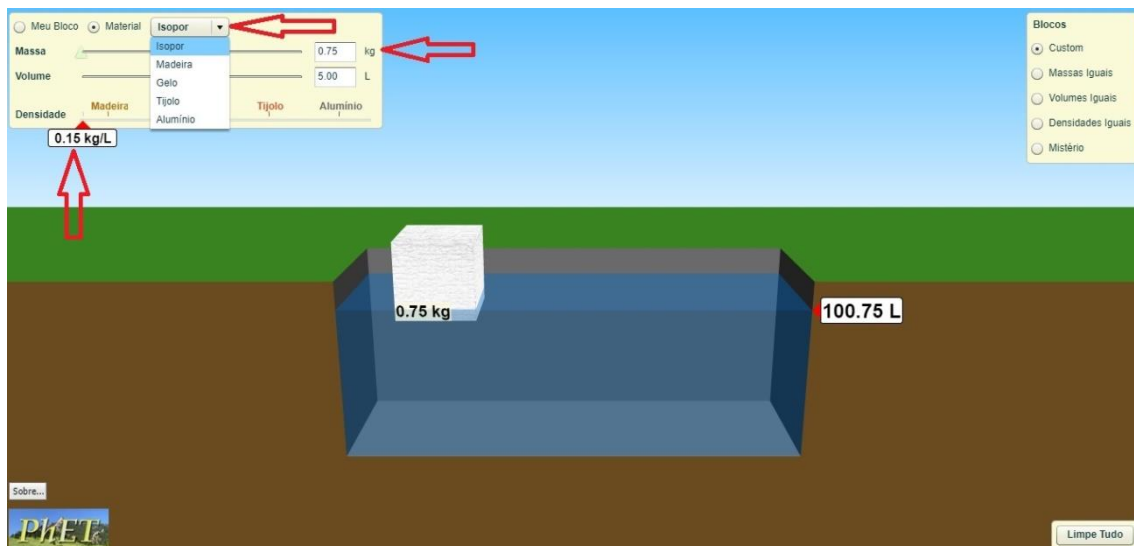 Meu Bloco Material Isopor
Massa 0.75 kg
Volume 5.00 L
Densidade Madeira Tijolo Alumínio
0.15 kg/L
Isopor
Madeira
Gelo
Tijolo
Alumínio
Blocos
Custom
Massas Iguais
Volumes Iguais
Densidades Iguais
Mistério
0.75 kg
100.75 L
Sobre...
PhET
Limpe Tudo